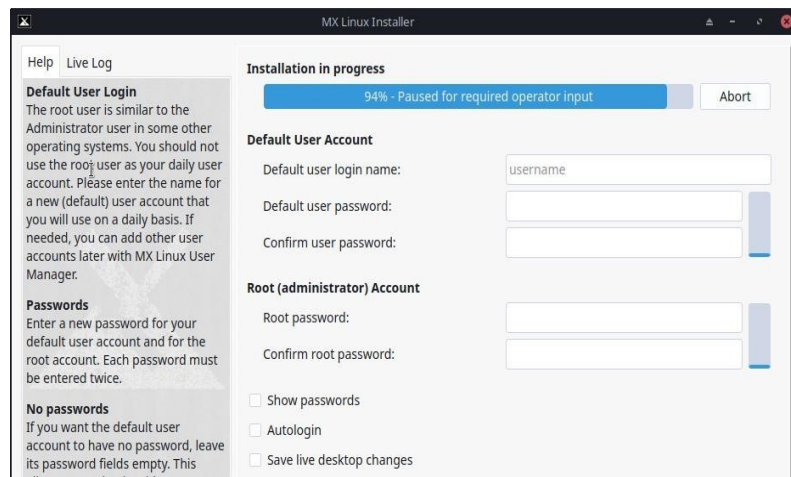 MX Linux Installer
Help Live Log
Default User Login
The root user is similar to the
Administrator user in some other
operating systems. You should not
use the root user as your daily user
account. Please enter the name for
a new (default) user account that
you will use on a daily basis. If
needed, you can add other user
accounts later with MX Linux User
Manager.
Passwords
Enter a new password for your
default user account and for the
root account. Each password must
be entered twice.
No passwords
If you want the default user
account to have no password, leave
its password fields empty. This
Installation in progress
94% - Paused for required operator input
Abort
Default User Account
Default user login name:
username
Default user password:
Confirm user password:
Root (administrator) Account
Root password:
Confirm root password:
Show passwords
Autologin
Save live desktop changes